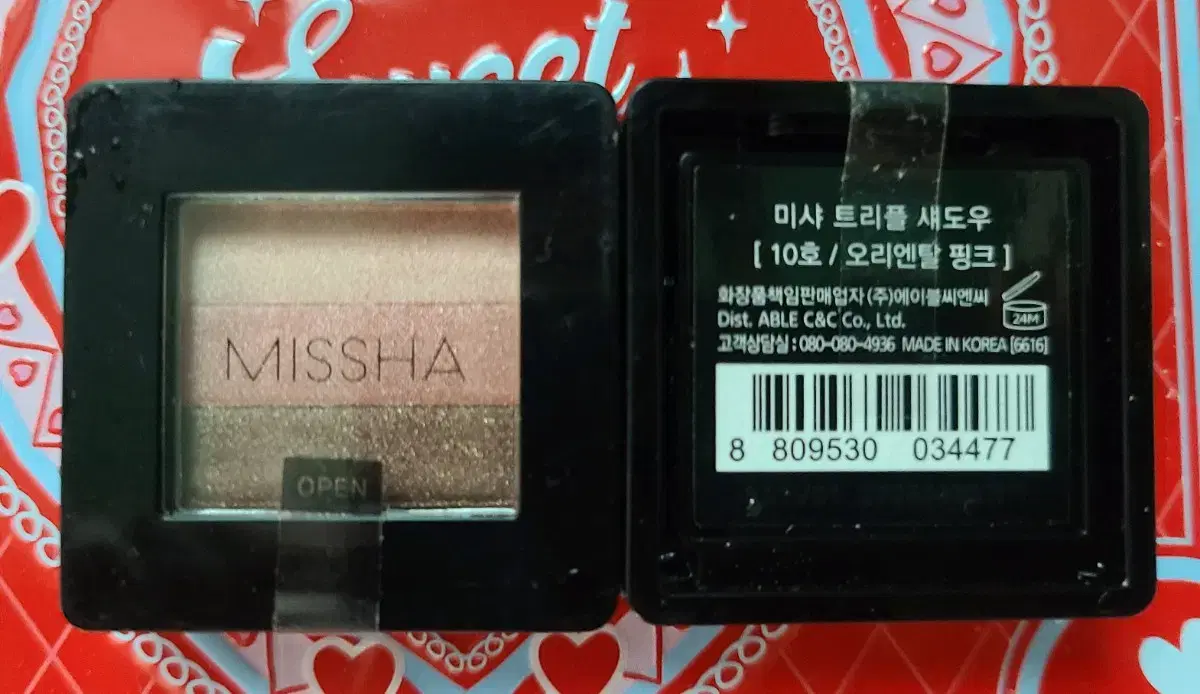 Sweet
MISSHA
OPEN
미샤 트리플 섀도우
[ 10호 / 오리엔탈 핑크 ]
화장품책임판매업자 (주)에이블씨엔씨
Dist. ABLE C&C Co., Ltd.
24M
고객상담실 : 080-080-4936 MADE IN KOREA [6616]
8 809530 034477